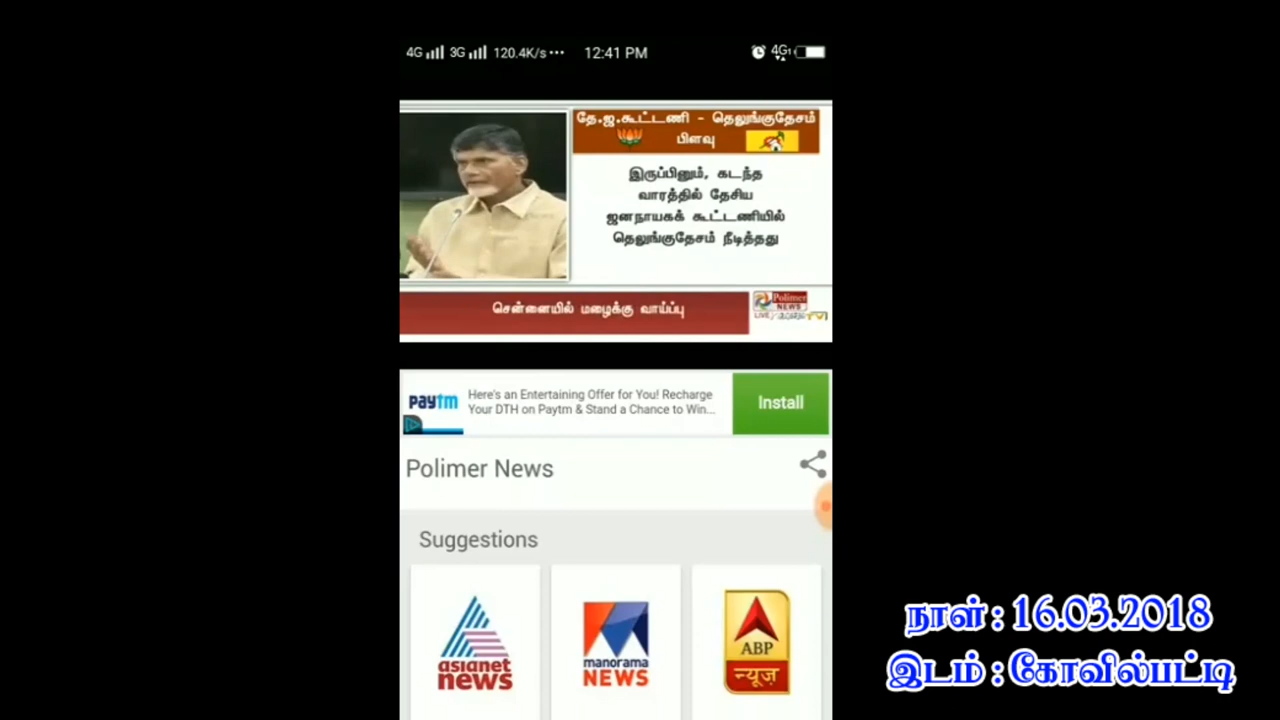 4G 3G 120.4K/s ••• 12:41 PM 4G
தே.ஜ.கூட்டணி - தெலுங்குதேசம்
பிளவு
இருப்பினும், கடந்த
வாரத்தில் தேசிய
ஜனநாயகக் கூட்டணியில்
தெலுங்குதேசம் நீடித்தது
சென்னையில் மழைக்கு வாய்ப்பு
Polimer
NEWS
LIVE
paytm
Here's an Entertaining Offer for You! Recharge
Your DTH on Paytm & Stand a Chance to Win...
Install
Polimer News
Suggestions
asianet
news
manorama
NEWS
ABP
न्यूज़
நாள் : 16.03.2018
இடம் : கோவில்பட்டி